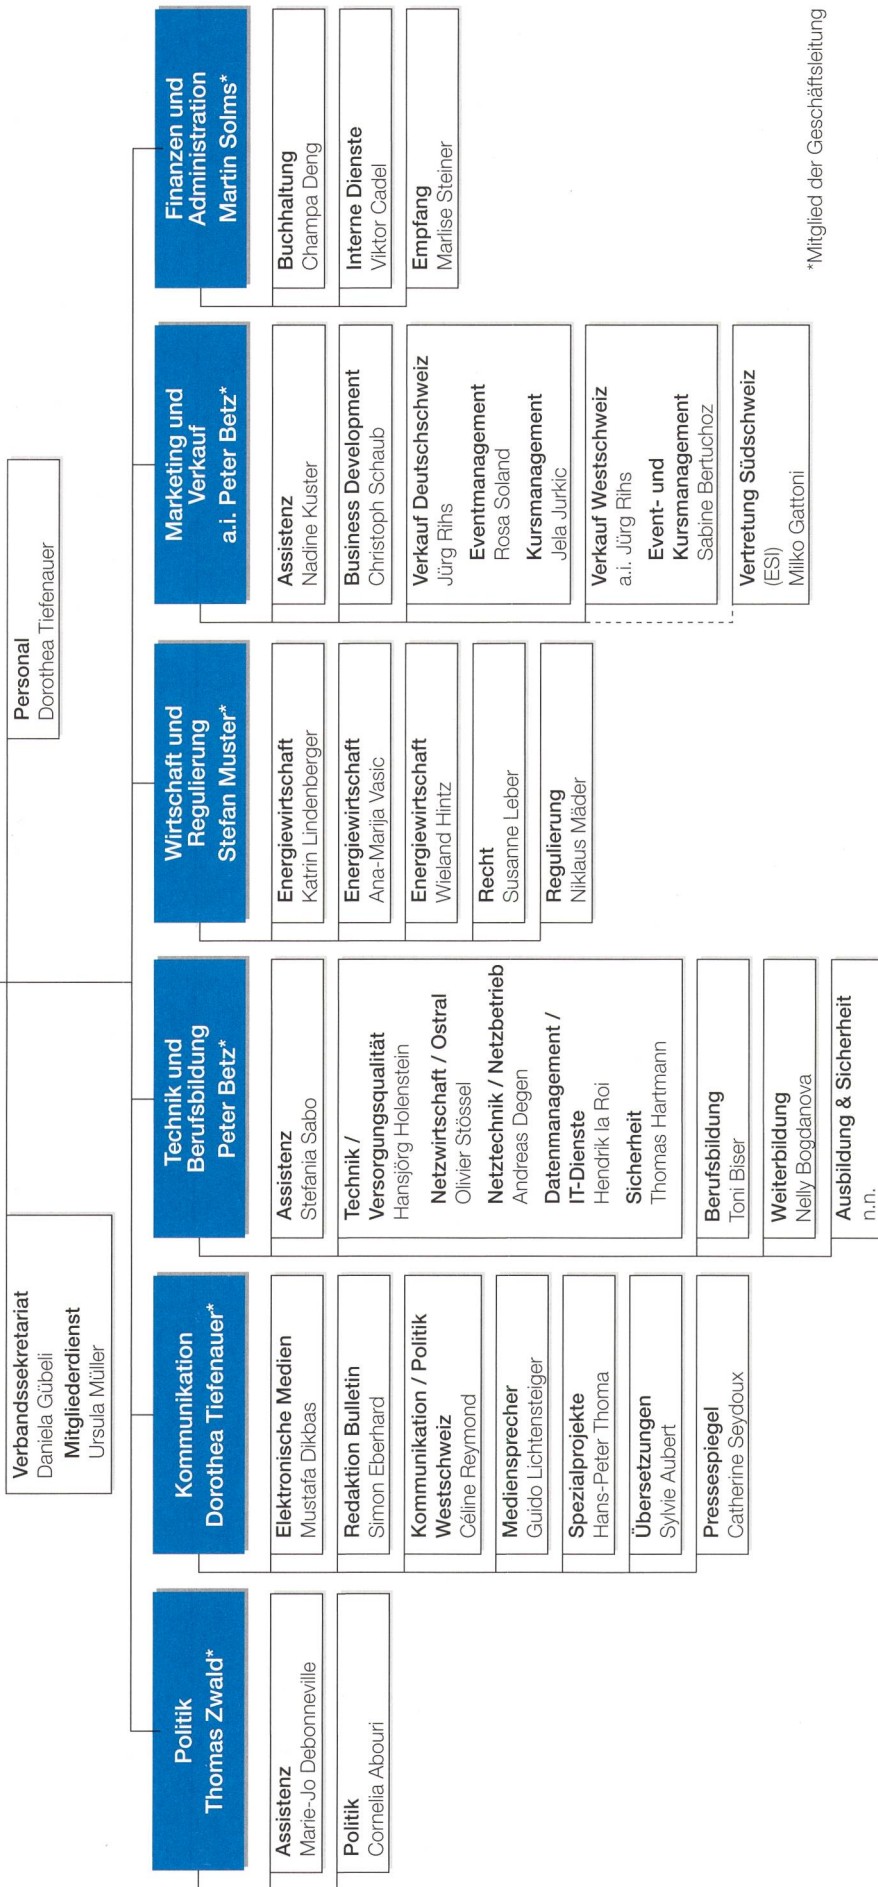 Verbandssekretariat
Daniela Gübeli
Mitgliederdienst
Ursula Müller
Personal
Dorothea Tiefenauer
Politik
Thomas Zwald*
Assistenz
Marie-Jo Debonneville
Politik
Cornelia Abouri
Kommunikation
Dorothea Tiefenauer*
Elektronische Medien
Mustafa Dikbas
Redaktion Bulletin
Simon Eberhard
Kommunikation / Politik
Westschweiz
Céline Reymond
Mediensprecher
Guido Lichtensteiger
Spezialprojekte
Hans-Peter Thoma
Übersetzungen
Sylvie Aubert
Pressespiegel
Catherine Seydoux
Technik und
Berufsbildung
Peter Betz*
Assistenz
Stefania Sabo
Technik /
Versorgungsqualität
Hansjörg Holenstein
Netzwirtschaft / Ostral
Olivier Stössel
Netztechnik / Netzbetrieb
Andreas Degen
Datenmanagement /
IT-Dienste
Hendrik la Roi
Sicherheit
Thomas Hartmann
Berufsbildung
Toni Biser
Weiterbildung
Nelly Bogdanova
Ausbildung & Sicherheit
n.n.
Wirtschaft und
Regulierung
Stefan Muster*
Energiewirtschaft
Katrin Lindenberger
Energiewirtschaft
Ana-Marija Vasic
Energiewirtschaft
Wieland Hintz
Recht
Susanne Leber
Regulierung
Niklaus Mäder
Marketing und
Verkauf
a.i. Peter Betz*
Assistenz
Nadine Kuster
Business Development
Christoph Schaub
Verkauf Deutschschweiz
Jürg Rihs
Eventmanagement
Rosa Soland
Kursmanagement
Jela Jurkic
Verkauf Westschweiz
a.i. Jürg Rihs
Event- und
Kursmanagement
Sabine Bertuchoz
Vertretung Südschweiz
(ESI)
Milko Gattoni
Finanzen und
Administration
Martin Solms*
Buchhaltung
Champa Deng
Interne Dienste
Viktor Cadel
Empfang
Marlise Steiner
*Mitglied der Geschäftsleitung